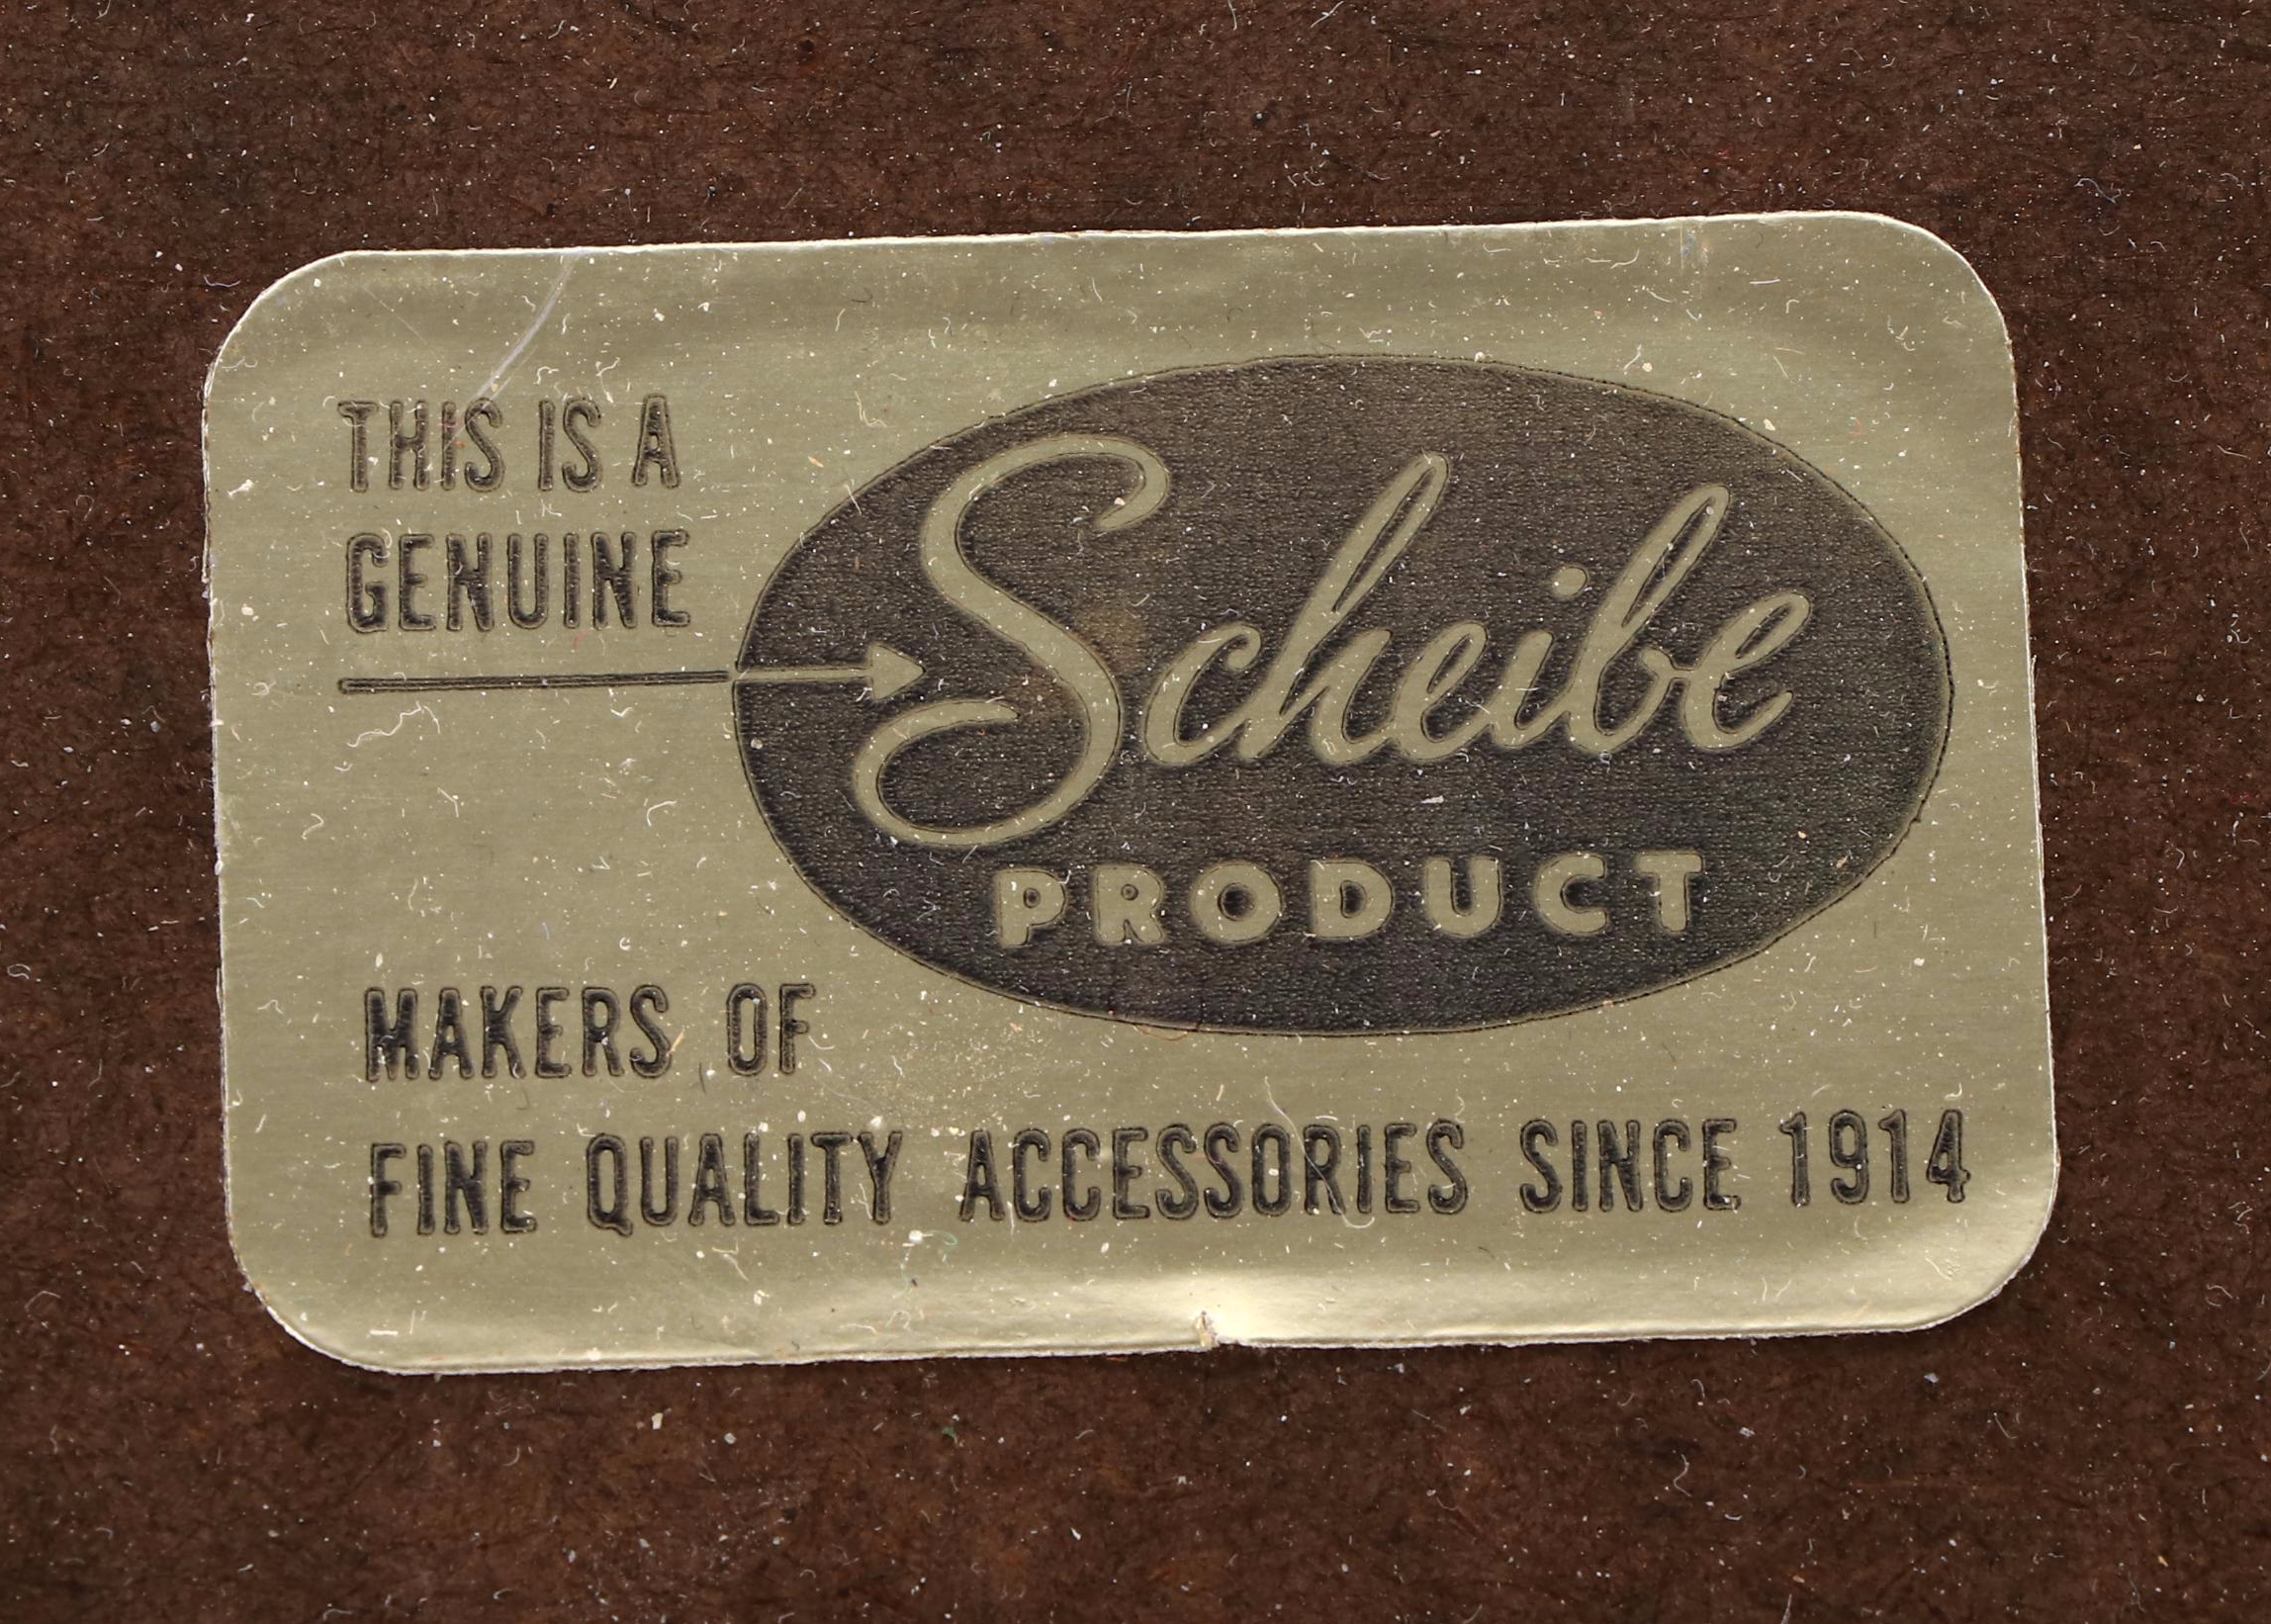 THIS IS A
GENUINE
Scheibe
PRODUCT
MAKERS OF
FINE QUALITY ACCESSORIES SINCE 1914